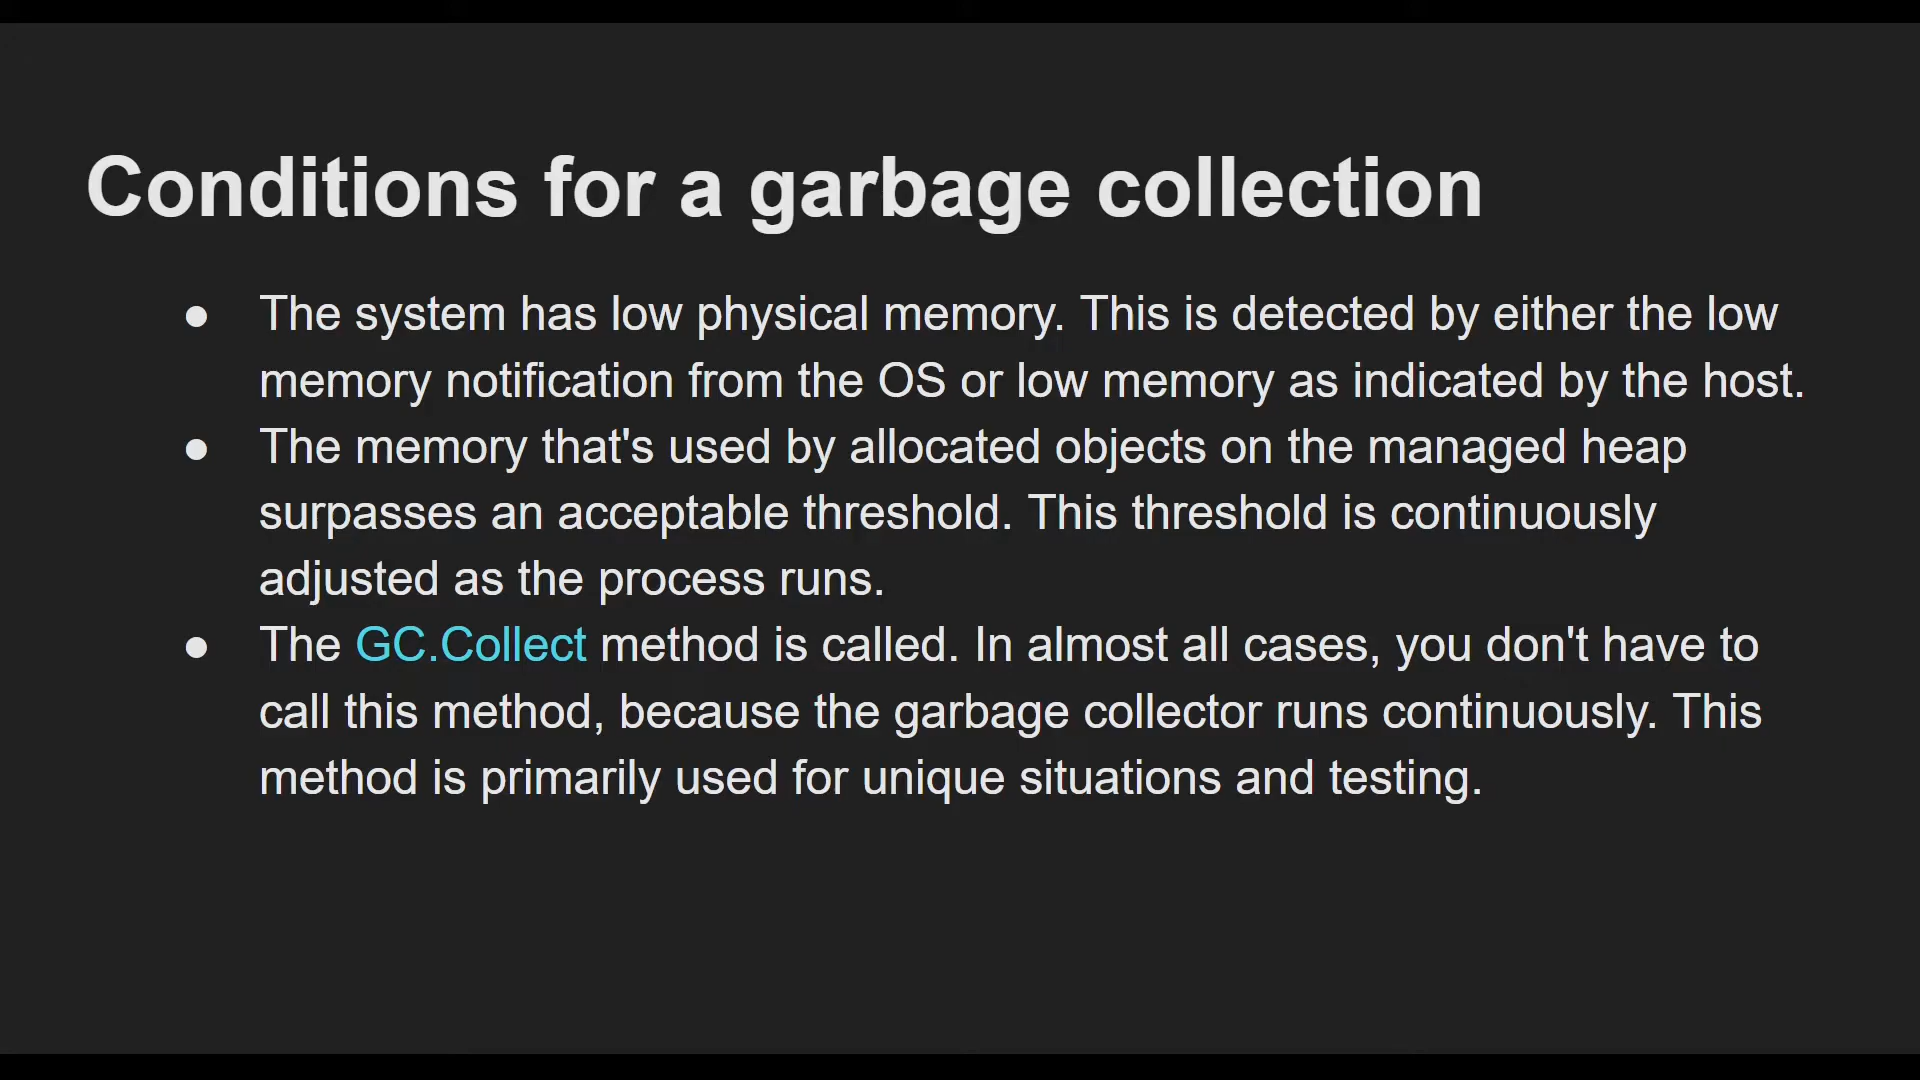 Conditions for a garbage collection
● The system has low physical memory. This is detected by either the low
memory notification from the OS or low memory as indicated by the host.
● The memory that's used by allocated objects on the managed heap
surpasses an acceptable threshold. This threshold is continuously
adjusted as the process runs.
● The GC.Collect method is called. In almost all cases, you don't have to
call this method, because the garbage collector runs continuously. This
method is primarily used for unique situations and testing.